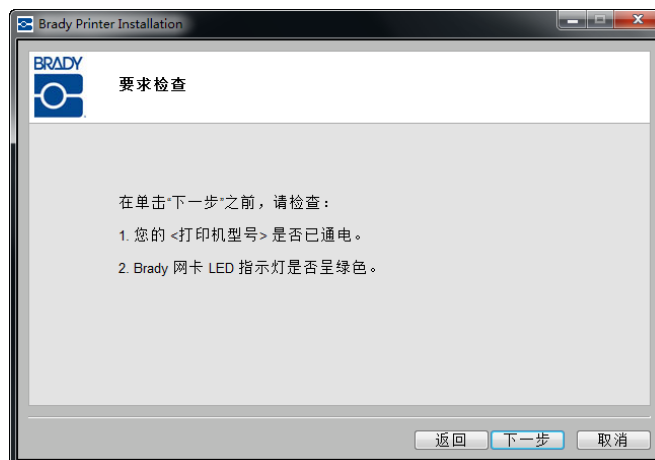 Brady Printer Installation
BRADY
要求检查
在单击“下一步”之前，请检查：
1. 您的 <打印机型号> 是否已通电。
2. Brady 网卡 LED 指示灯是否呈绿色。
返回 下一步 取消